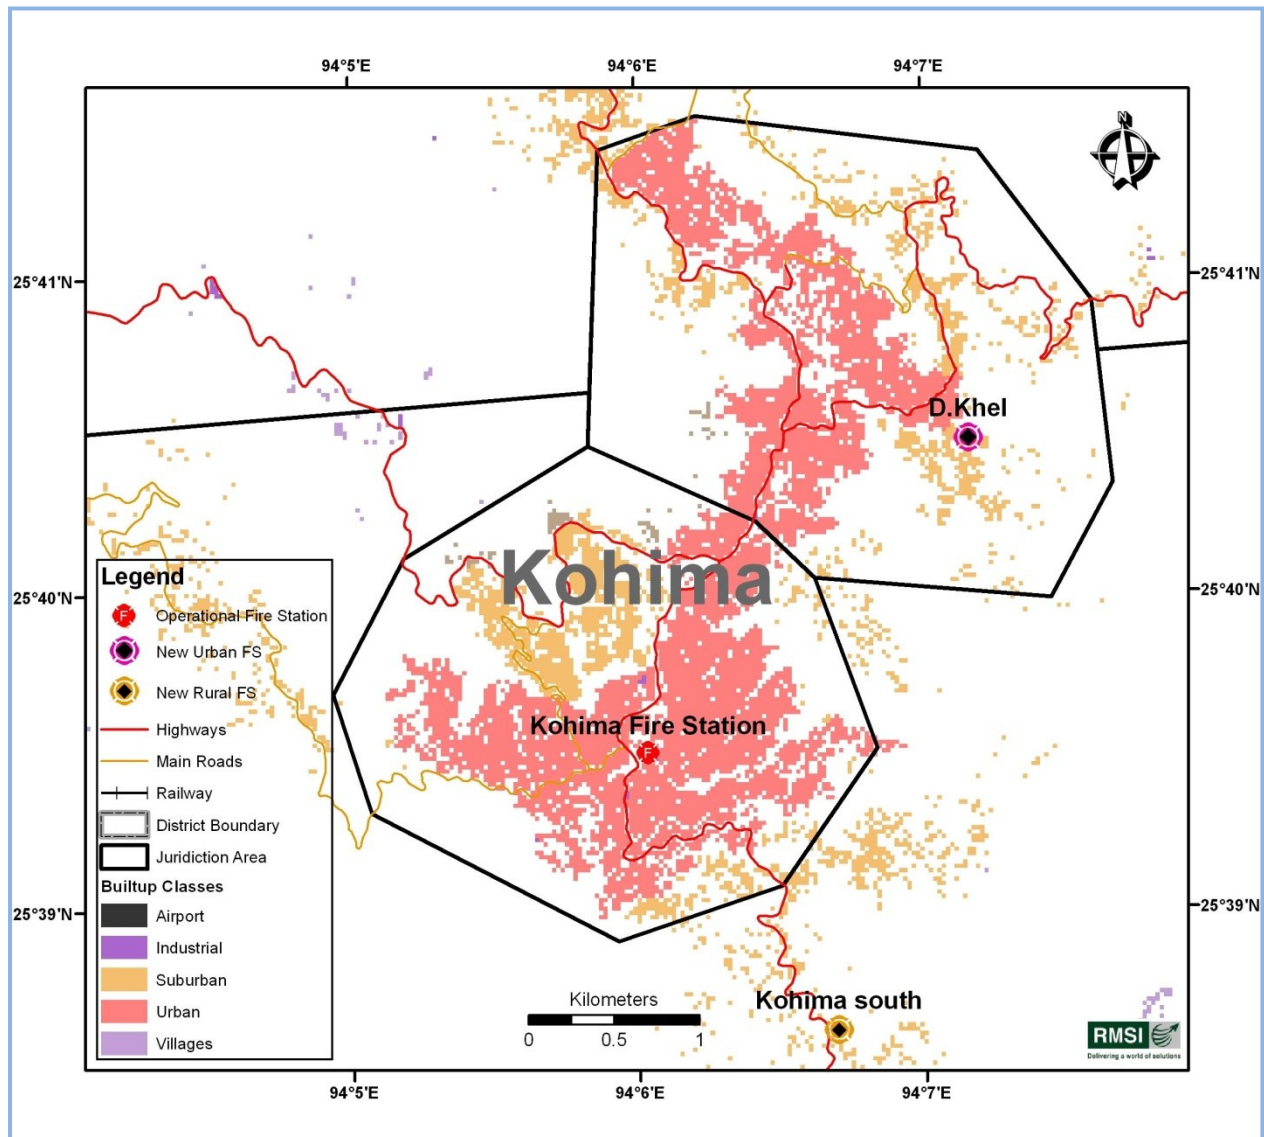 94°5'E
94°6'E
94°7'E
N
25°41'N
25°41'N
D.Khel
Kohima
Legend
F Operational Fire Station
New Urban FS
New Rural FS
Highways
Main Roads
Railway
District Boundary
Juridiction Area
Builtup Classes
Airport
Industrial
Suburban
Urban
Villages
25°40'N
25°40'N
Kohima Fire Station
F
25°39'N
25°39'N
Kilometers
0 0.5 1
Kohima south
RMSI
Delivering a world of solutions
94°5'E
94°6'E
94°7'E